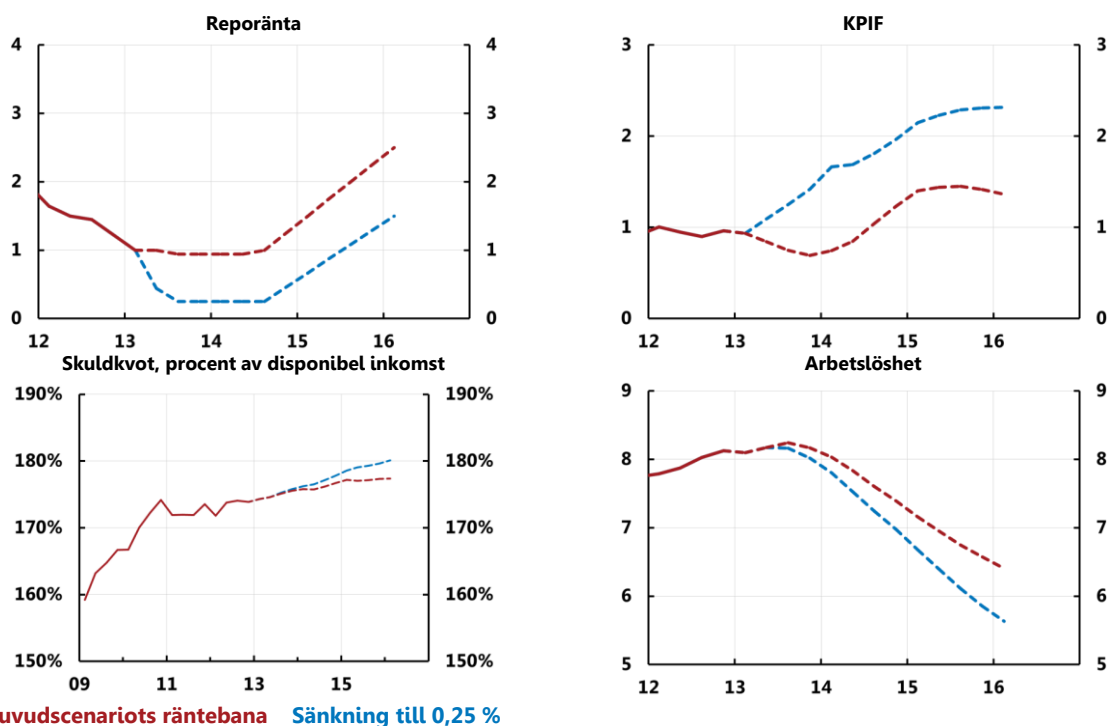 Reporänta
KPIF
4 4
3 3
2 2
1 1
0 0
12 13 14 15 16
3 3
2 2
1 1
0 0
12 13 14 15 16
Skuldkvot, procent av disponibel inkomst
Arbetslöshet
190% 190%
180% 180%
170% 170%
160% 160%
150% 150%
09 11 13 15
9 9
8 8
7 7
6 6
5 5
12 13 14 15 16
uvudscenariots räntebana Sänkning till 0,25 %